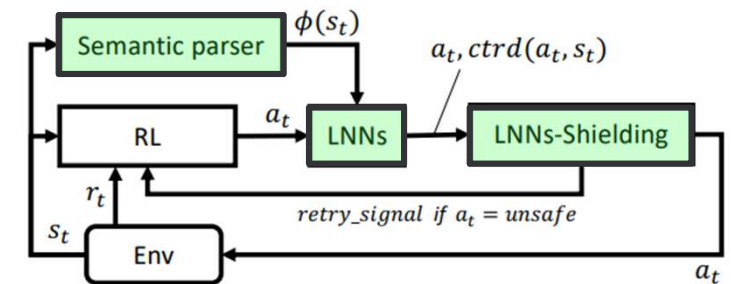 ϕ(s_t)
Semantic parser
a_t, ctrd(a_t, s_t)
a_t
RL
LNNs
LNNs-Shielding
r_t
retry_signal if a_t = unsafe
s_t
Env
a_t